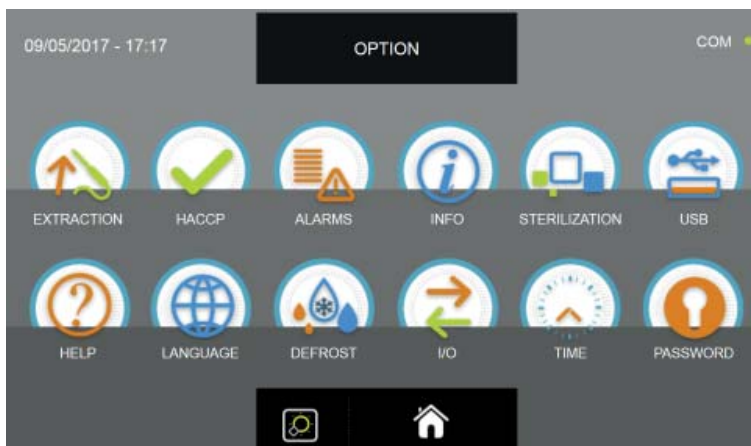 09/05/2017 - 17:17 OPTION COM
EXTRACTION HACCP ALARMS INFO STERILIZATION USB
HELP LANGUAGE DEFROST I/O TIME PASSWORD